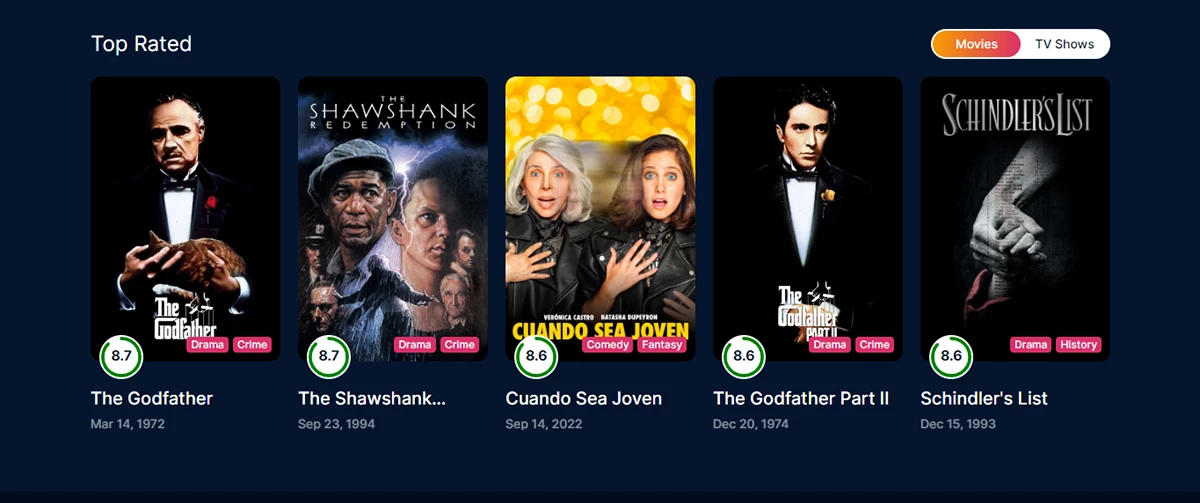 Top Rated
Movies
TV Shows
The
Godfather
8.7
Drama
Crime
The Godfather
Mar 14, 1972
THE
SHAWSHANK
REDEMPTION
8.7
Drama
Crime
The Shawshank...
Sep 23, 1994
VERÓNICA CASTRO NATASHA DUPEYRÓN
CUANDO SEA JOVEN
8.6
Comedy
Fantasy
Cuando Sea Joven
Sep 14, 2022
The
Godfather
PART II
8.6
Drama
Crime
The Godfather Part II
Dec 20, 1974
SCHINDLER'S LIST
8.6
Drama
History
Schindler's List
Dec 15, 1993